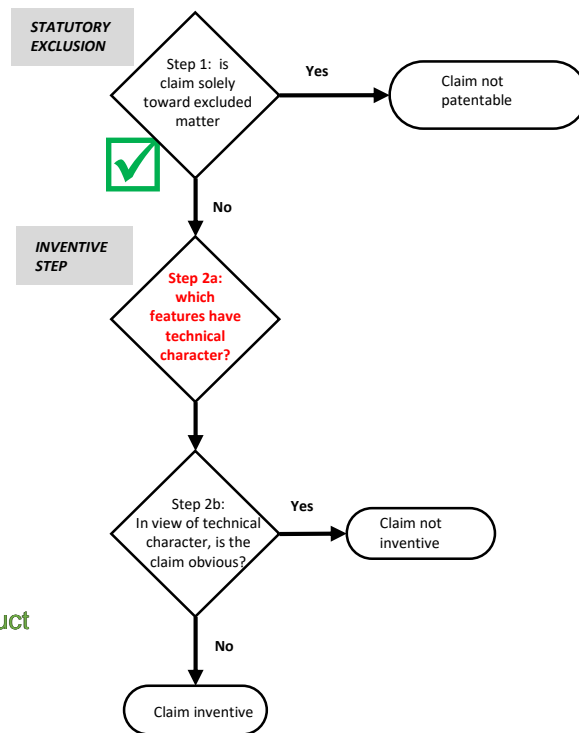 STATUTORY
EXCLUSION
Step 1: is
claim solely
toward excluded
matter
Yes
Claim not
patentable
No
INVENTIVE
STEP
Step 2a:
which
features have
technical
character?
Step 2b:
In view of technical
character, is the
claim obvious?
Yes
Claim not
inventive
uct
No
Claim inventive